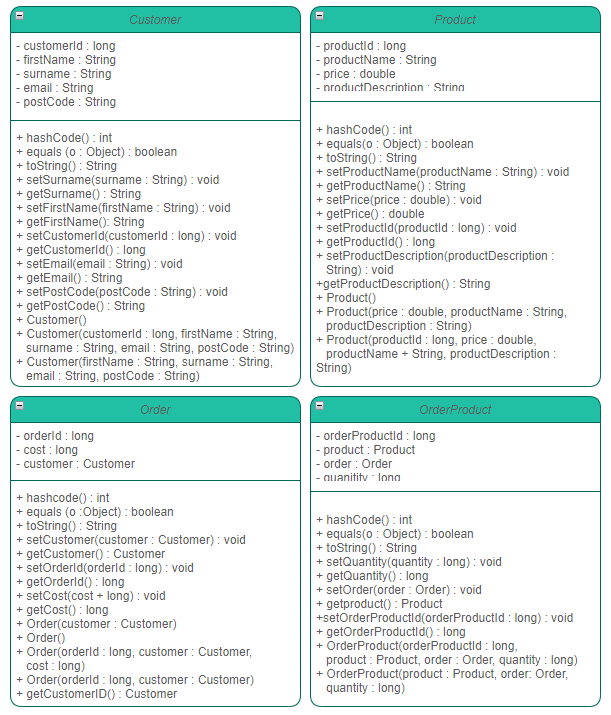 Customer
- customerId : long
- firstName : String
- surname : String
- email : String
- postCode : String
+ hashCode() : int
+ equals (o : Object) : boolean
+ toString() : String
+ setSurname(surname : String) : void
+ getSurname() : String
+ setFirstName(firstName : String) : void
+ getFirstName(): String
+ setCustomerId(customerId : long) : void
+ getCustomerId() : long
+ setEmail(email : String) : void
+ getEmail() : String
+ setPostCode(postCode : String) : void
+ getPostCode() : String
+ Customer()
+ Customer(customerId : long, firstName : String,
surname : String, email : String, postCode : String)
+ Customer(firstName : String, surname : String,
email : String, postCode : String)
Product
- productId : long
- productName : String
- price : double
- productDescription : String
+ hashCode() : int
+ equals(o : Object) : boolean
+ toString() : String
+ setProductName(productName : String) : void
+ getProductName() : String
+ setPrice(price : double) : void
+ getPrice() : double
+ setProductId(productId : long) : void
+ getProductId() : long
+ setProductDescription(productDescription :
String) : void
+getProductDescription() : String
+ Product()
+ Product(price : double, productName : String,
productDescription : String)
+ Product(productId : long, price : double,
productName + String, productDescription :
String)
Order
- orderId : long
- cost : long
- customer : Customer
+ hashcode() : int
+ equals (o :Object) : boolean
+ toString() : String
+ setCustomer(customer : Customer) : void
+ getCustomer() : Customer
+ setOrderId(orderId : long) : void
+ getOrderId() : long
+ setCost(cost + long) : void
+ getCost() : long
+ Order(customer : Customer)
+ Order()
+ Order(orderId : long, customer : Customer,
cost : long)
+ Order(orderId : long, customer : Customer)
+ getCustomerID() : Customer
OrderProduct
- orderProductId : long
- product : Product
- order : Order
- quantity : long
+ hashCode() : int
+ equals(o : Object) : boolean
+ toString() : String
+ setQuantity(quantity : long) : void
+ getQuantity() : long
+ setOrder(order : Order) : void
+ getproduct() : Product
+setOrderProductId(orderProductId : long) : void
+ getOrderProductId() : long
+ OrderProduct(orderProductId : long,
product : Product, order : Order, quantity : long)
+ OrderProduct(product : Product, order: Order,
quantity : long)